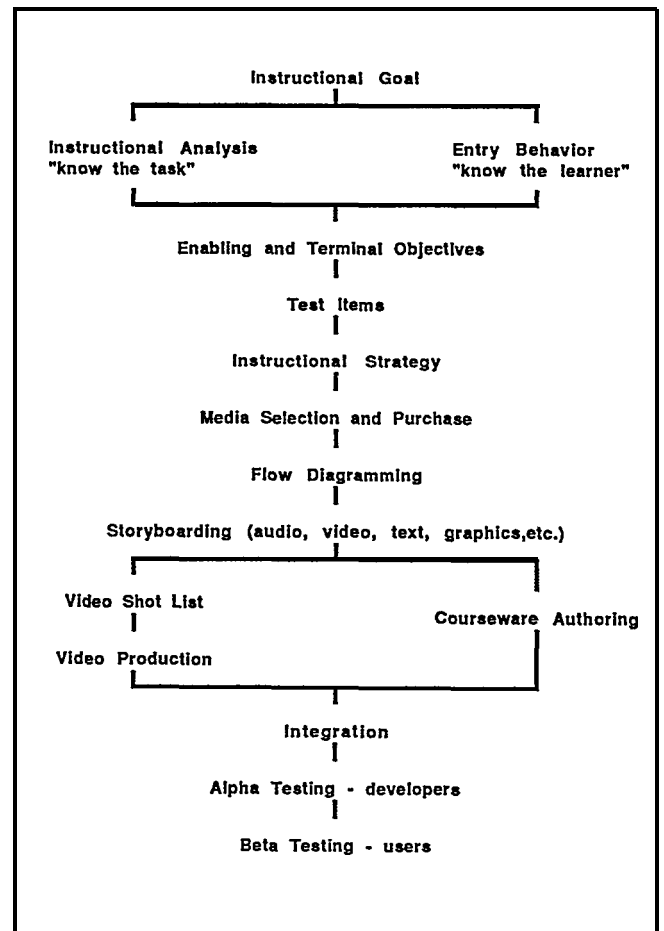 Instructional Goal
Instructional Analysis
"know the task"
Entry Behavior
"know the learner"
Enabling and Terminal Objectives
Test Items
Instructional Strategy
Media Selection and Purchase
Flow Diagramming
Storyboarding (audio, video, text, graphics,etc.)
Video Shot List
Courseware Authoring
Video Production
Integration
Alpha Testing - developers
Beta Testing - users